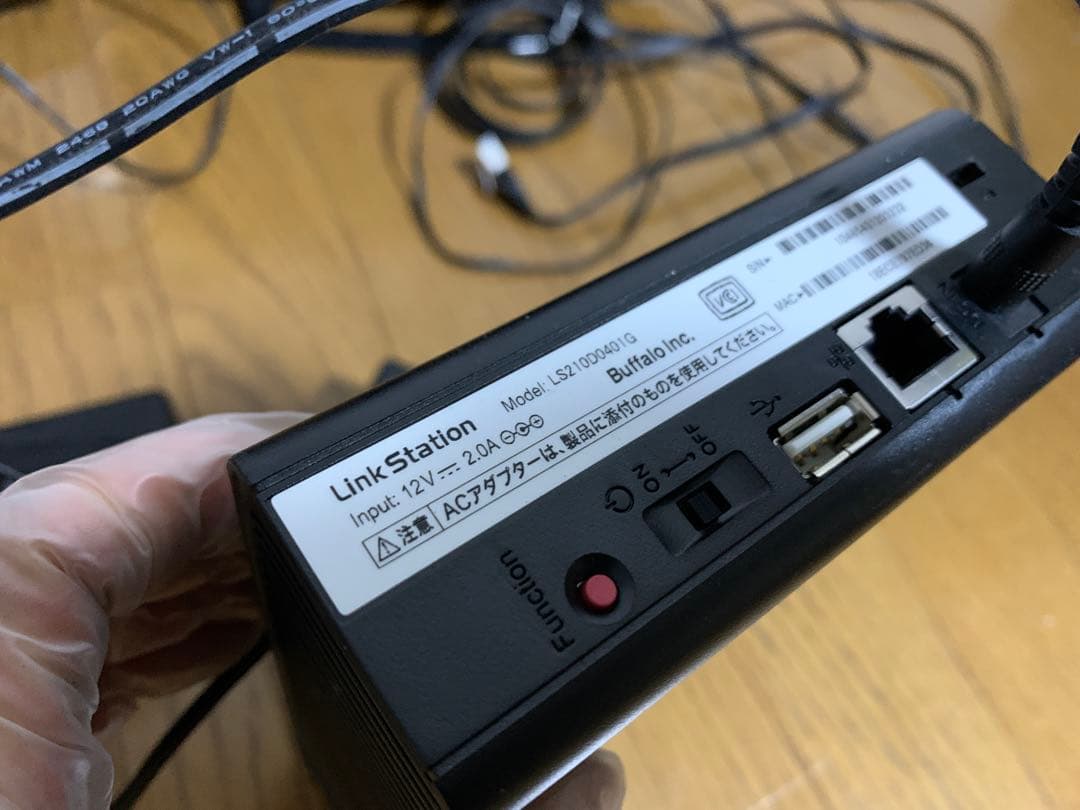 AWM 2468 20AWG VW-1 80°
LinkStation
Model: LS210D0401G
Input: 12V⎓ 2.0A
Buffalo Inc.
⚠注意 ACアダプターは、製品に添付のものを使用してください。
VCI
S/N▸
MAC▸
ON
OFF
Function